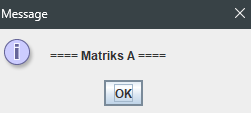 Message
==== Matriks A ====
OK